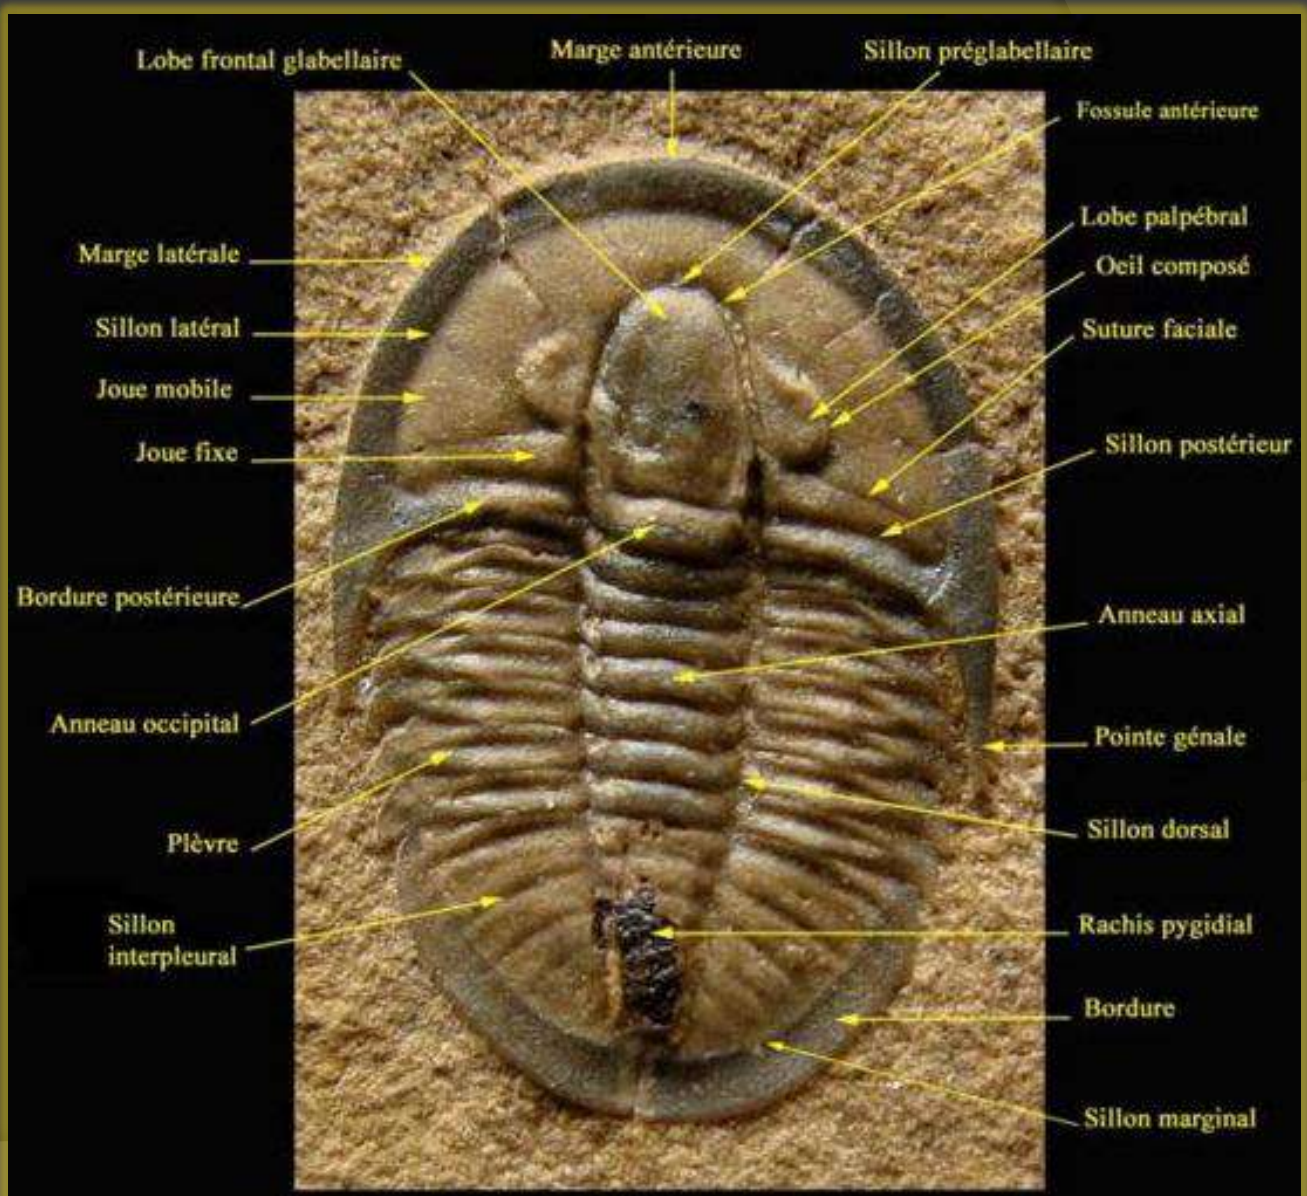 Lobe frontal glabellaire
Marge antérieure
Sillon préglabellaire
Fossule antérieure
Lobe palpébral
Oeil composé
Suture faciale
Sillon postérieur
Anneau axial
Pointe génale
Sillon dorsal
Rachis pygidial
Bordure
Sillon marginal
Marge latérale
Sillon latéral
Joue mobile
Joue fixe
Bordure postérieure
Anneau occipital
Plèvre
Sillon
interpleural